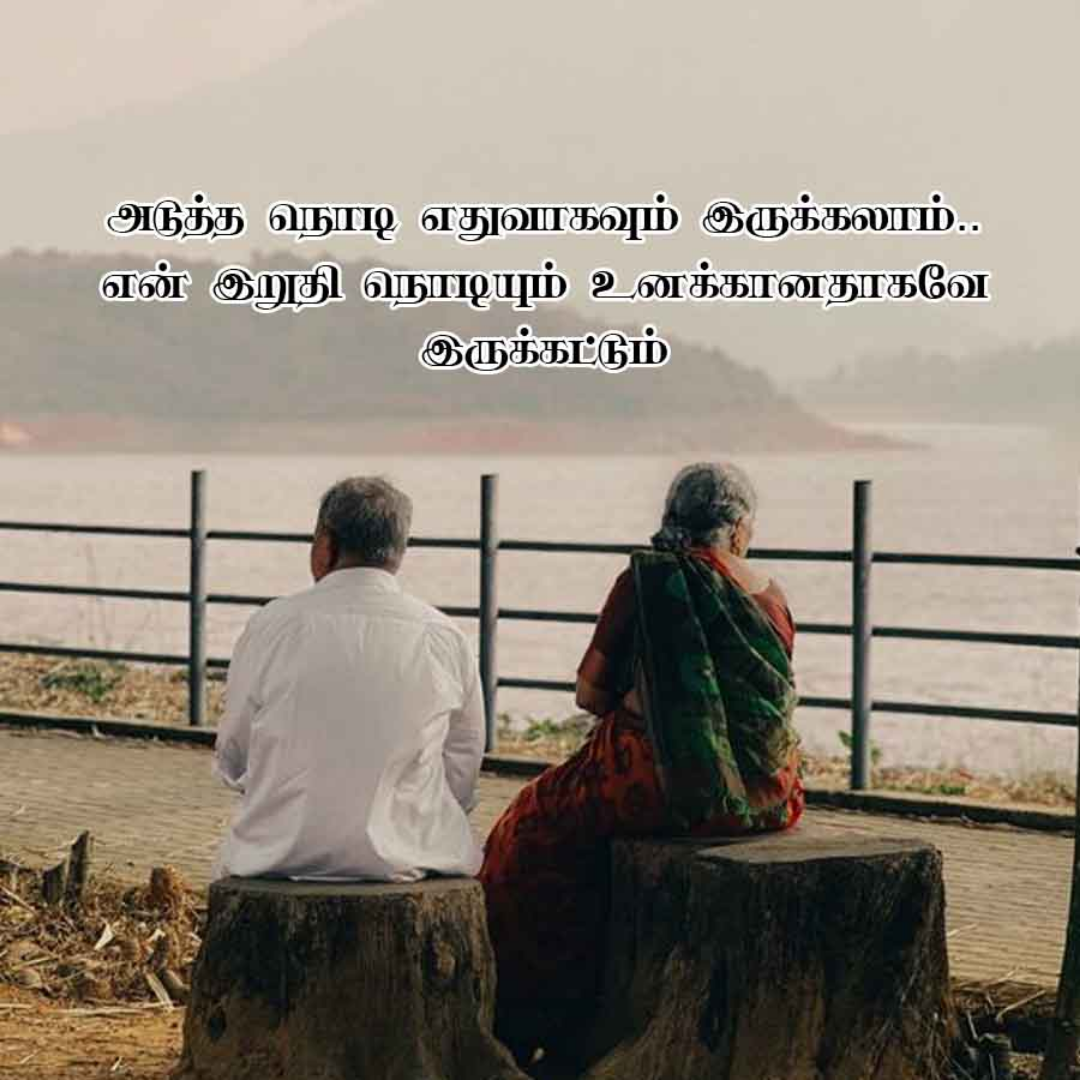 அடுத்த நொடி எதுவாகவும் இருக்கலாம்..
என் இறுதி நொடியும் உனக்கானதாகவே
இருக்கட்டும்